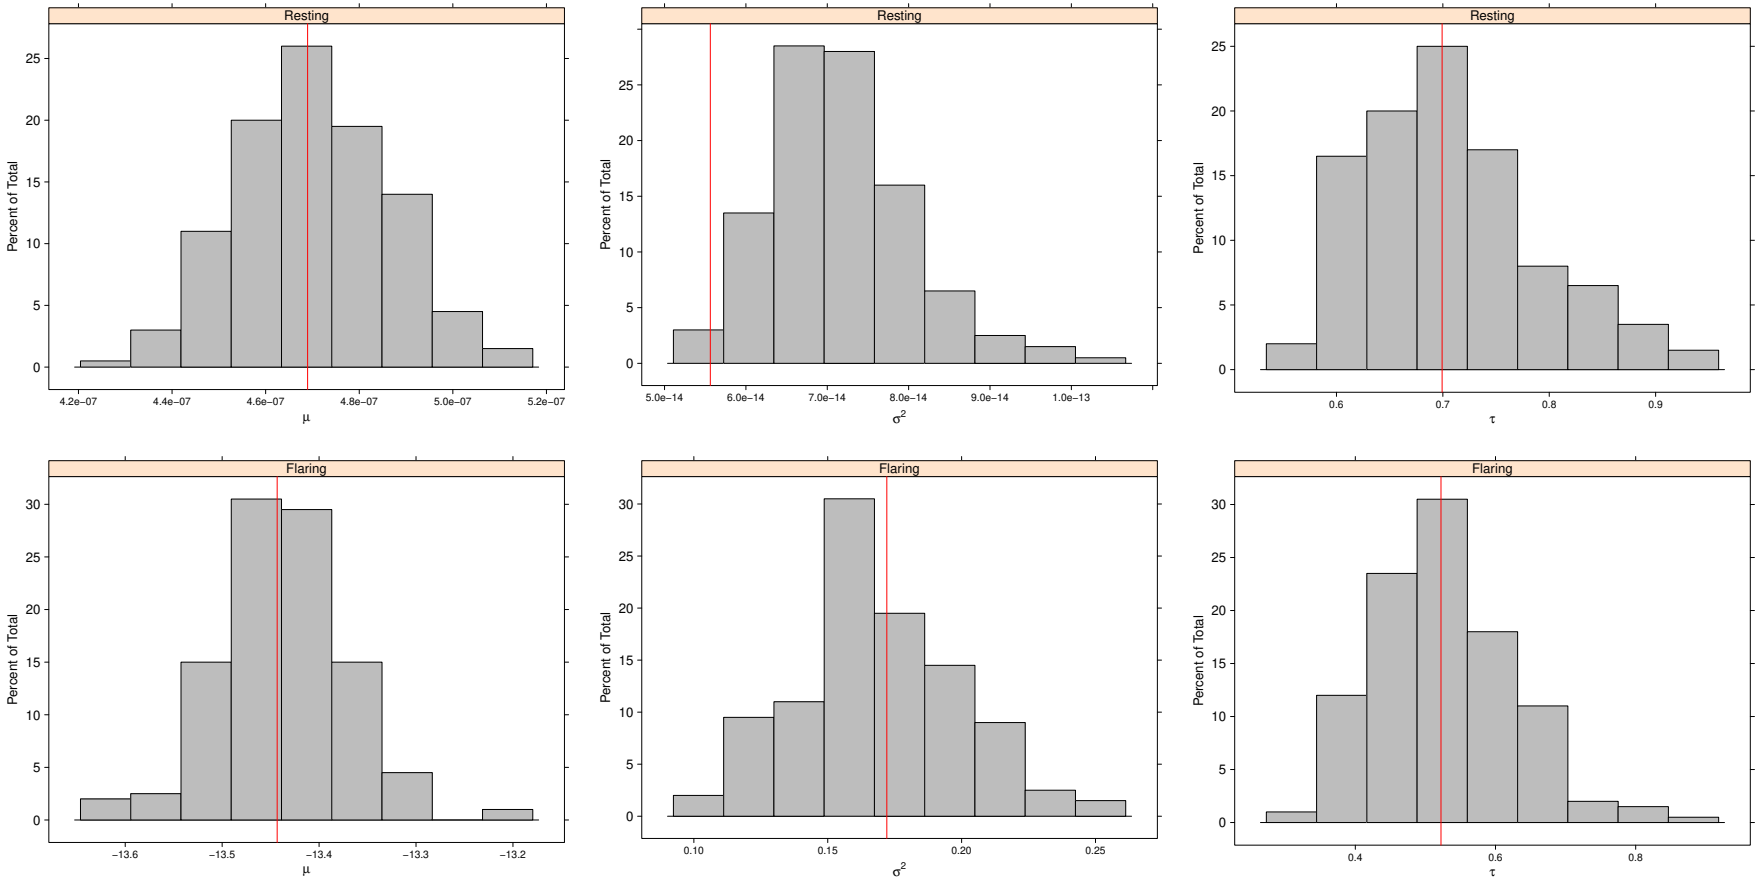 Resting
Percent of Total
0
5
10
15
20
25
4.2e−07
4.4e−07
4.6e−07
4.8e−07
5.0e−07
5.2e−07
μ
Resting
Percent of Total
0
5
10
15
20
25
5.0e−14
6.0e−14
7.0e−14
8.0e−14
9.0e−14
1.0e−13
σ²
Resting
Percent of Total
0
5
10
15
20
25
0.6
0.7
0.8
0.9
τ
Flaring
Percent of Total
0
5
10
15
20
25
30
−13.6
−13.5
−13.4
−13.3
−13.2
μ
Flaring
Percent of Total
0
5
10
15
20
25
30
0.10
0.15
0.20
0.25
σ²
Flaring
Percent of Total
0
5
10
15
20
25
30
0.4
0.6
0.8
τ